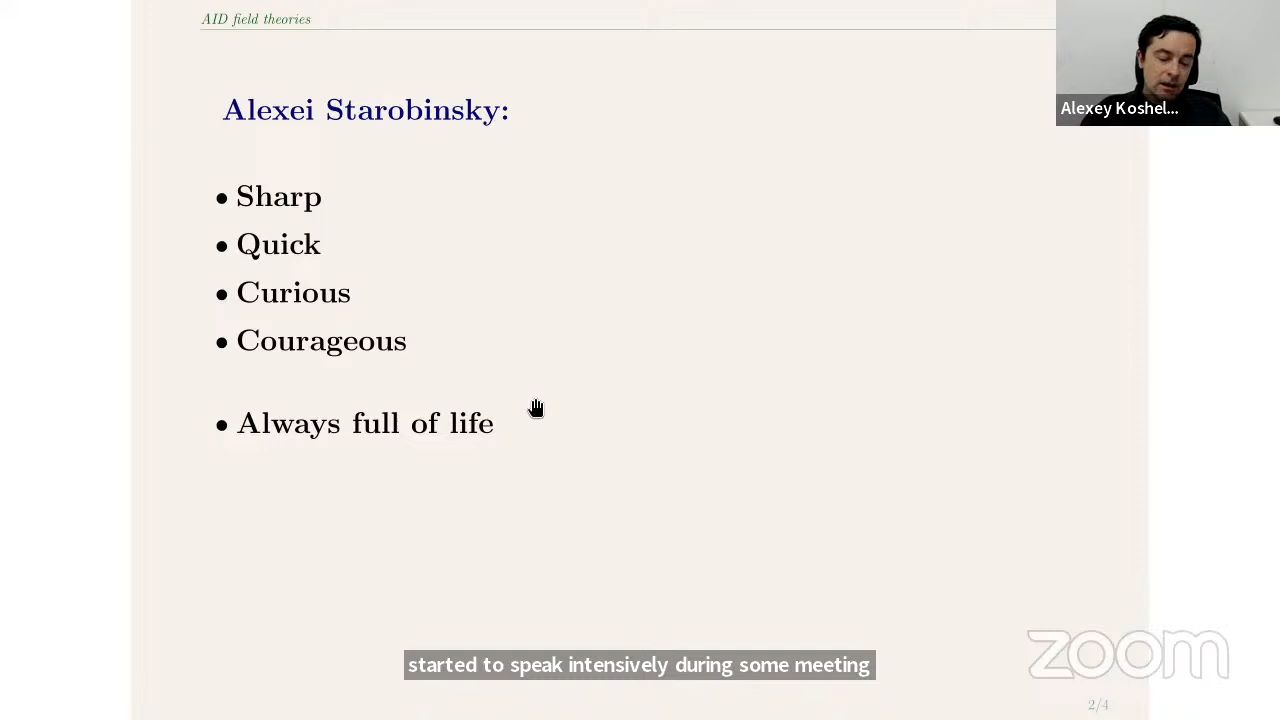 AID field theories
Alexey Koshel...
Alexei Starobinsky:
• Sharp
• Quick
• Curious
• Courageous
• Always full of life
started to speak intensively during some meeting
zoom
2/4